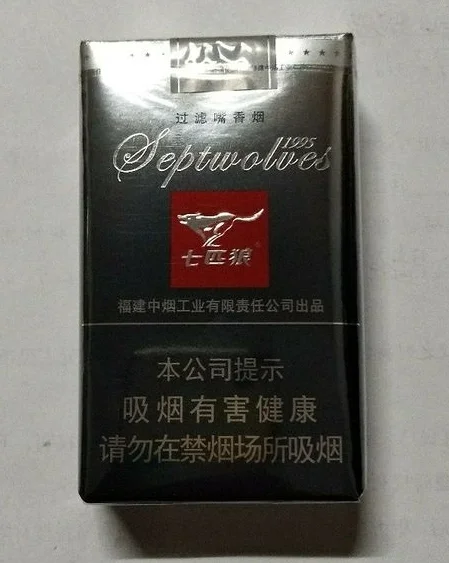 过滤嘴香烟
1995
Septwolves
七匹狼®
福建中烟工业有限责任公司出品
本公司提示
吸烟有害健康
请勿在禁烟场所吸烟